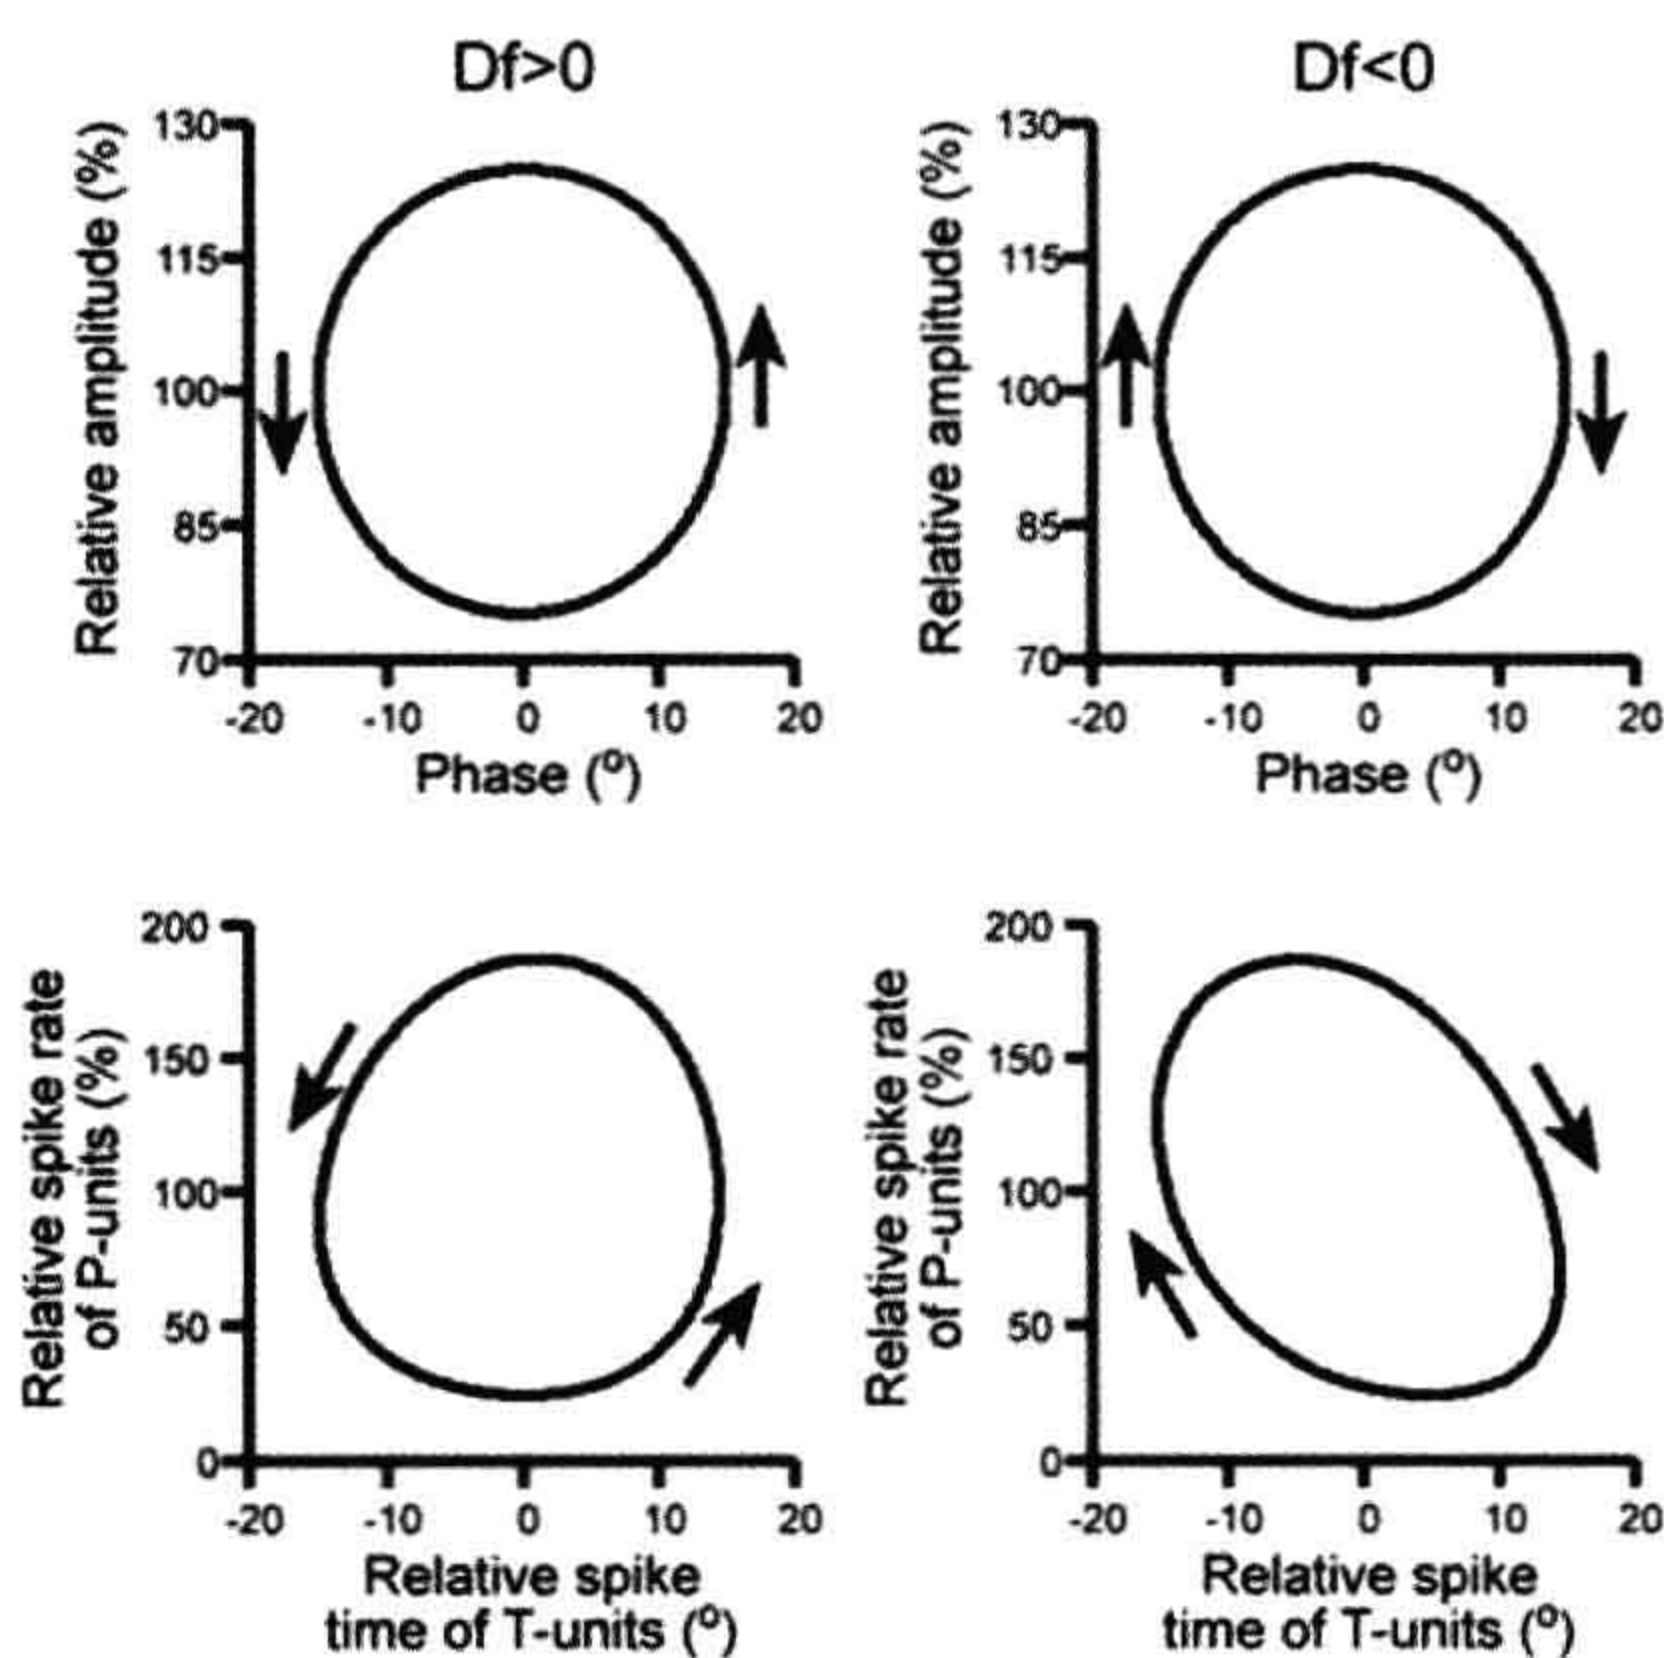 Df>0
Df<0
Relative amplitude (%)
130
115
100
85
70
-20 -10 0 10 20
Phase (º)
Relative amplitude (%)
130
115
100
85
70
-20 -10 0 10 20
Phase (º)
Relative spike rate
of P-units (%)
200
150
100
50
0
-20 -10 0 10 20
Relative spike
time of T-units (º)
Relative spike rate
of P-units (%)
200
150
100
50
0
-20 -10 0 10 20
Relative spike
time of T-units (º)